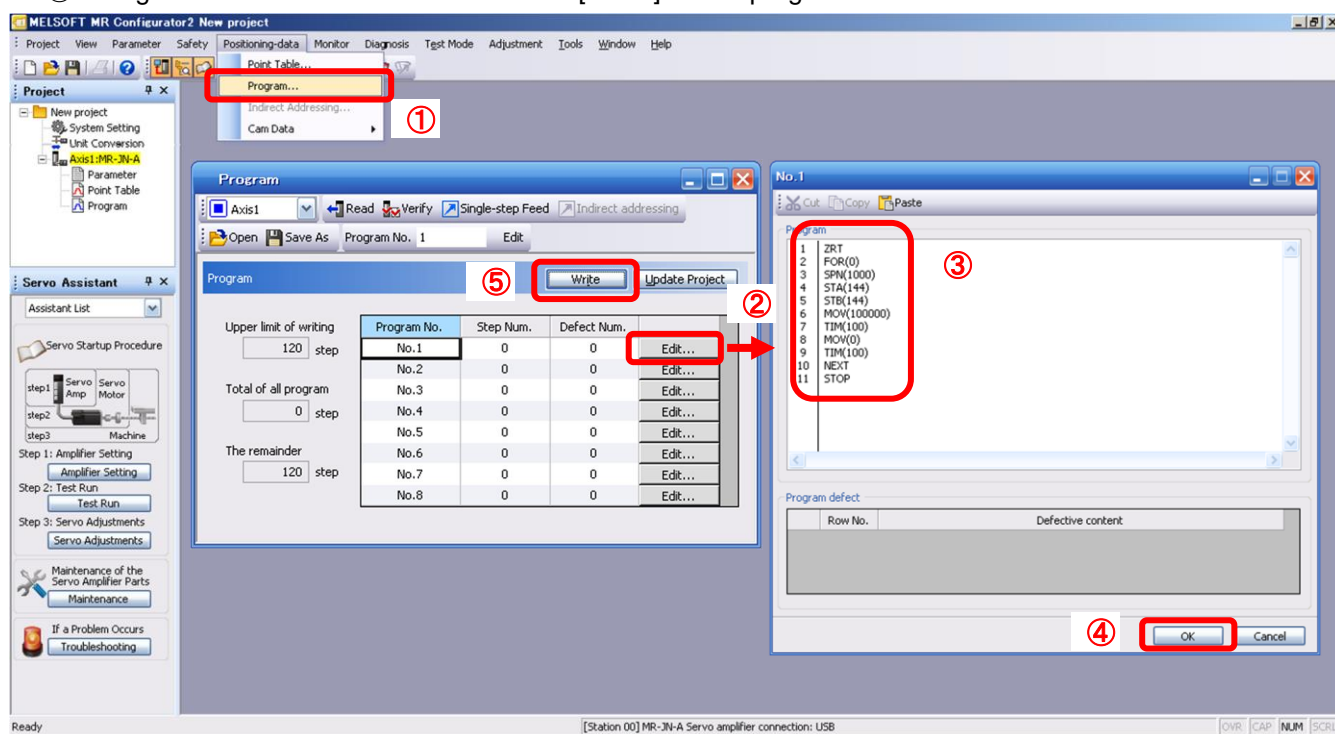 MELSOFT MR Configurator2 New project
Project View Parameter Safety Positioning-data Monitor Diagnosis Test Mode Adjustment Tools Window Help
Point Table...
Program...
Indirect Addressing...
Cam Data
①
Project
New project
System Setting
Unit Conversion
Axis1:MR-JN-A
Parameter
Point Table
Program
Servo Assistant
Assistant List
Servo Startup Procedure
step1 Servo Amp Servo Motor
step2
step3 Machine
Step 1: Amplifier Setting
Amplifier Setting
Step 2: Test Run
Test Run
Step 3: Servo Adjustments
Servo Adjustments
Maintenance of the
Servo Amplifier Parts
Maintenance
If a Problem Occurs
Troubleshooting
Program
Axis1 Read Verify Single-step Feed Indirect addressing
Open Save As Program No. 1 Edit
Program ⑤ Write Update Project
②
Upper limit of writing
120 step
Total of all program
0 step
The remainder
120 step
Program No. Step Num. Defect Num.
No.1 0 0 Edit...
No.2 0 0 Edit...
No.3 0 0 Edit...
No.4 0 0 Edit...
No.5 0 0 Edit...
No.6 0 0 Edit...
No.7 0 0 Edit...
No.8 0 0 Edit...
No.1
Cut Copy Paste
Program
③
1 ZRT
2 FOR(0)
3 SPN(1000)
4 STA(144)
5 STB(144)
6 MOV(100000)
7 TIM(100)
8 MOV(0)
9 TIM(100)
10 NEXT
11 STOP
Program defect
Row No. Defective content
④ OK Cancel
Ready [Station 00] MR-JN-A Servo amplifier connection: USB OVR CAP NUM SCRL